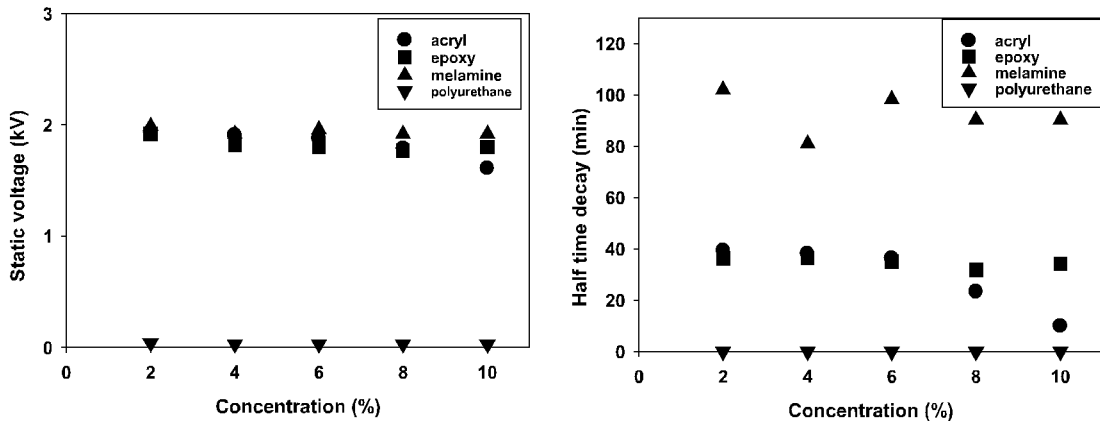 3
2
1
0
0
2
4
6
8
10
Static voltage (kV)
Concentration (%)
acryl
epoxy
melamine
polyurethane
120
100
80
60
40
20
0
0
2
4
6
8
10
Half time decay (min)
Concentration (%)
acryl
epoxy
melamine
polyurethane